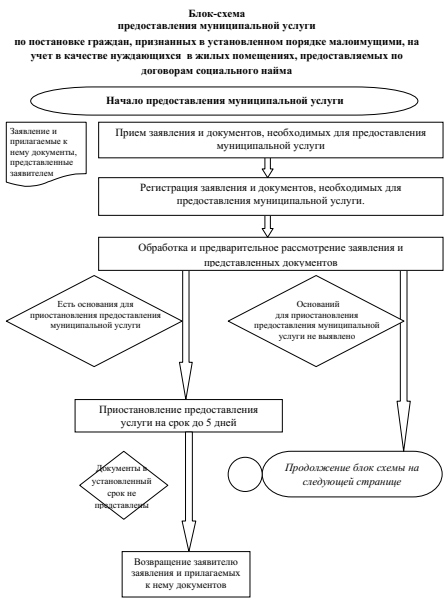 Блок-схема
предоставления муниципальной услуги
по постановке граждан, признанных в установленном порядке малоимущими, на
учет в качестве нуждающихся в жилых помещениях, предоставляемых по
договорам социального найма
Начало предоставления муниципальной услуги
Заявление и
прилагаемые к
нему документы,
представленные
заявителем
Прием заявления и документов, необходимых для предоставления
муниципальной услуги
Регистрация заявления и документов, необходимых для
предоставления муниципальной услуги.
Обработка и предварительное рассмотрение заявления и
представленных документов
Есть основания для
приостановления предоставления
муниципальной услуги
Оснований
для приостановления
предоставления муниципальной
услуги не выявлено
Приостановление предоставления
услуги на срок до 5 дней
Документы в
установленный
срок не
представлены
Продолжение блок схемы на
следующей странице
Возвращение заявителю
заявления и прилагаемых
к нему документов